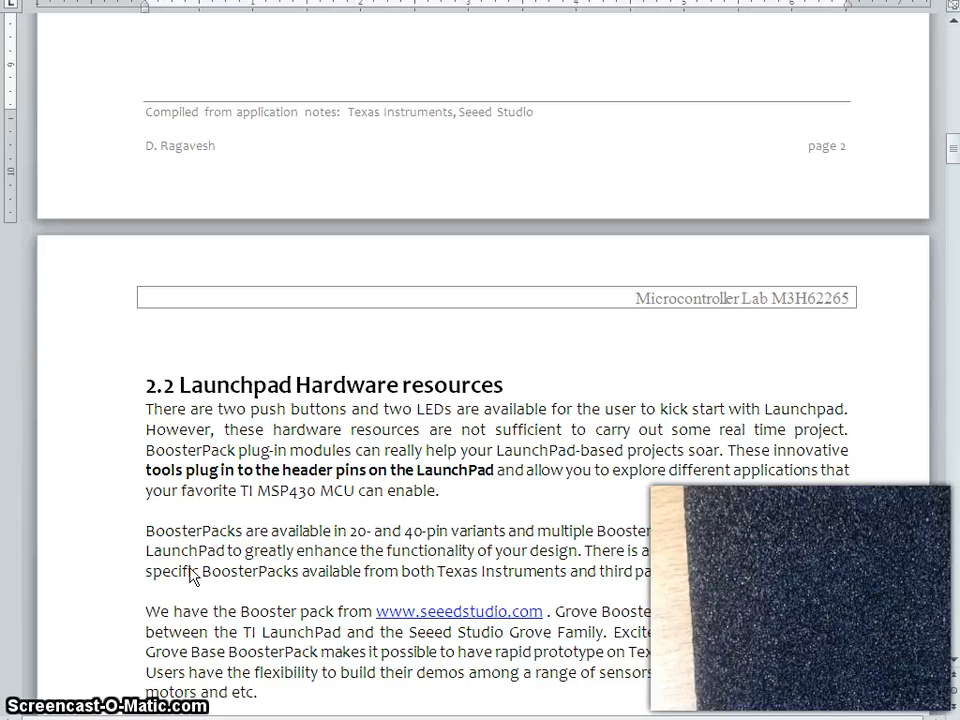 Compiled from application notes: Texas Instruments, Seeed Studio
D. Ragavesh page 2
Microcontroller Lab M3H62265
2.2 Launchpad Hardware resources
There are two push buttons and two LEDs are available for the user to kick start with Launchpad.
However, these hardware resources are not sufficient to carry out some real time project.
BoosterPack plug-in modules can really help your LaunchPad-based projects soar. These innovative
tools plug in to the header pins on the LaunchPad and allow you to explore different applications that
your favorite TI MSP430 MCU can enable.
BoosterPacks are available in 20- and 40-pin variants and multiple Booster
LaunchPad to greatly enhance the functionality of your design. There is a
specific BoosterPacks available from both Texas Instruments and third pa
We have the Booster pack from www.seeedstudio.com . Grove Booste
between the TI LaunchPad and the Seeed Studio Grove Family. Excite
Grove Base BoosterPack makes it possible to have rapid prototype on Tex
Users have the flexibility to build their demos among a range of sensors
motors and etc.
Screencast-O-Matic.com